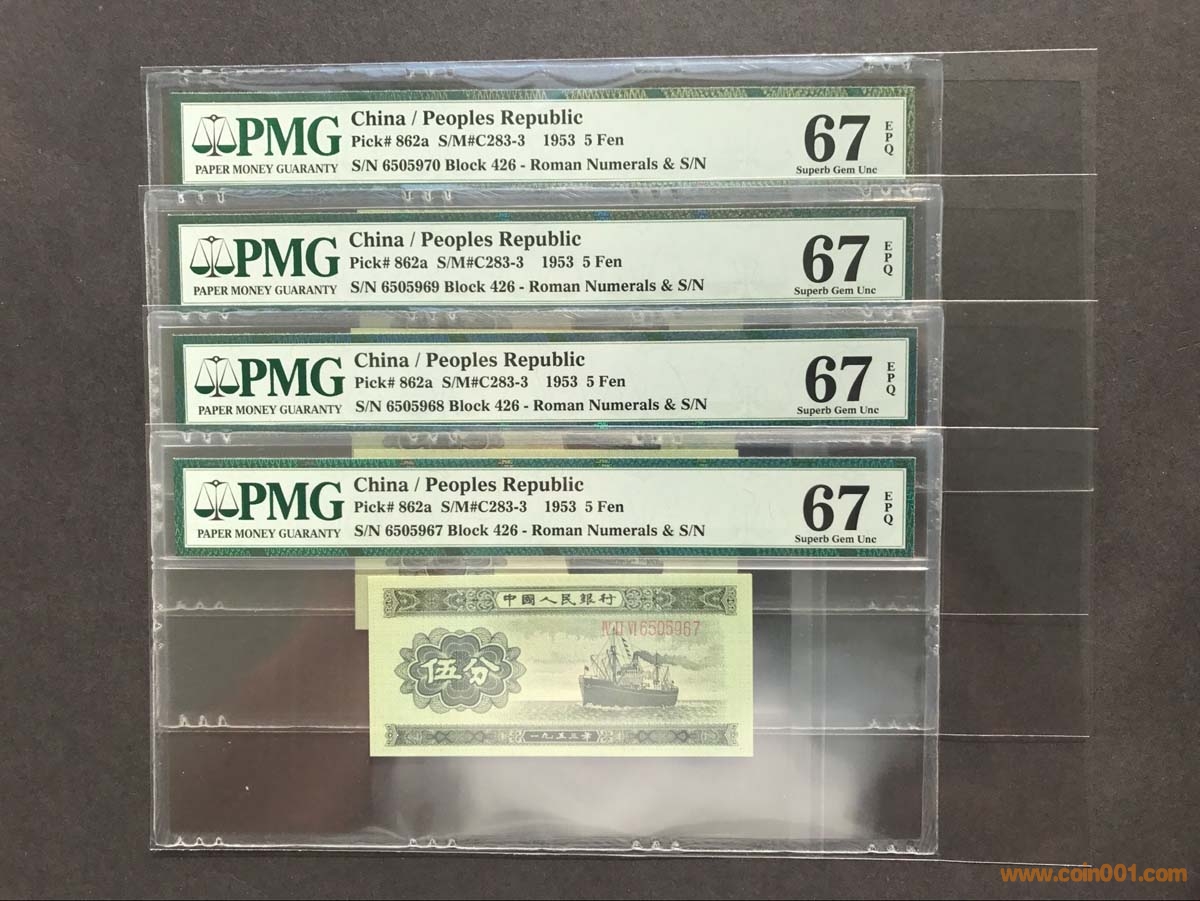 PMG
PAPER MONEY GUARANTY
China / Peoples Republic
Pick# 862a S/M#C283-3 1953 5 Fen
S/N 6505970 Block 426 - Roman Numerals & S/N
67
EPQ
Superb Gem Unc
PMG
PAPER MONEY GUARANTY
China / Peoples Republic
Pick# 862a S/M#C283-3 1953 5 Fen
S/N 6505969 Block 426 - Roman Numerals & S/N
67
EPQ
Superb Gem Unc
PMG
PAPER MONEY GUARANTY
China / Peoples Republic
Pick# 862a S/M#C283-3 1953 5 Fen
S/N 6505968 Block 426 - Roman Numerals & S/N
67
EPQ
Superb Gem Unc
PMG
PAPER MONEY GUARANTY
China / Peoples Republic
Pick# 862a S/M#C283-3 1953 5 Fen
S/N 6505967 Block 426 - Roman Numerals & S/N
67
EPQ
Superb Gem Unc
中國人民銀行
IV II VI 6505967
伍分
一九五三年
www.coin001.com